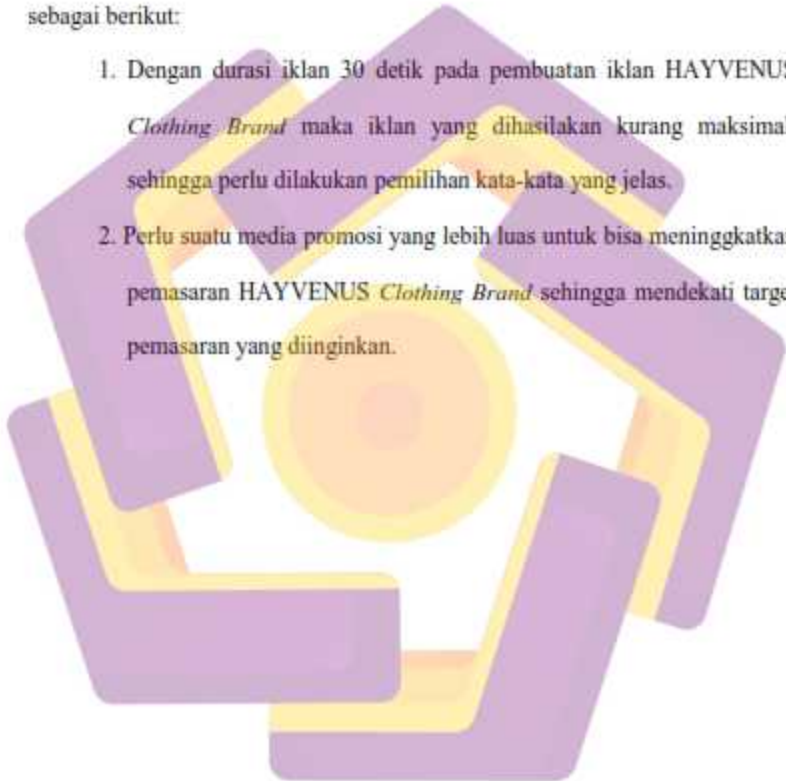 sebagai berikut:
1. Dengan durasi iklan 30 detik pada pembuatan iklan HAYVENUS
Clothing Brand maka iklan yang dihasilakan kurang maksimal
sehingga perlu dilakukan pemilihan kata-kata yang jelas.
2. Perlu suatu media promosi yang lebih luas untuk bisa meninggkatkan
pemasaran HAYVENUS Clothing Brand sehingga mendekati target
pemasaran yang diinginkan.